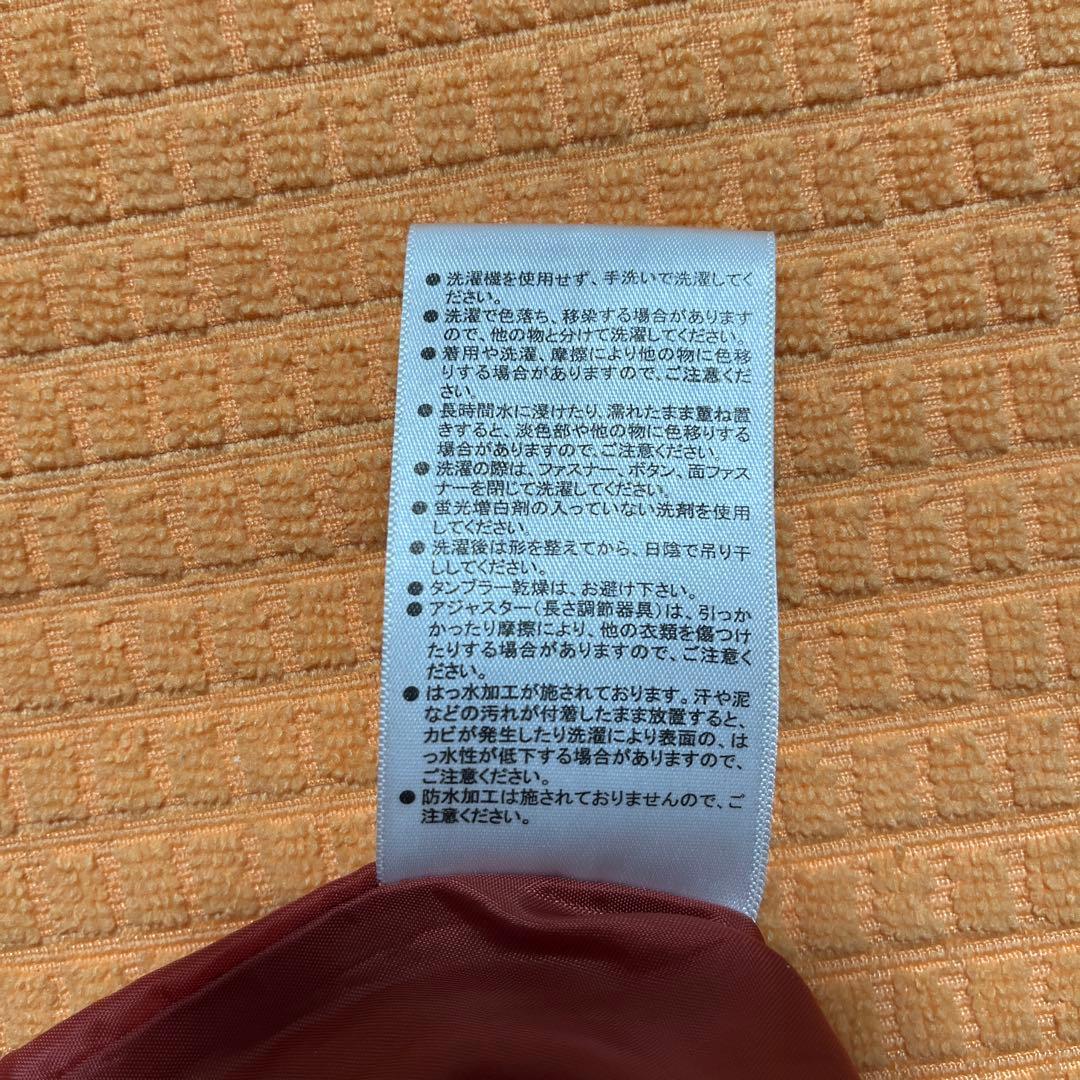 ● 洗濯機を使用せず、手洗いで洗濯してく
ださい。
● 洗濯で色落ち、移染する場合があります
ので、他の物と分けて洗濯してください。
● 着用や洗濯、摩擦により他の物に色移
りする場合がありますので、ご注意くだ
さい。
● 長時間水に浸けたり、濡れたまま重ね置
きすると、淡色部や他の物に色移りする
場合がありますので、ご注意ください。
● 洗濯の際は、ファスナー、ボタン、面ファス
ナーを閉じて洗濯してください。
● 蛍光増白剤の入っていない洗剤を使用
してください。
● 洗濯後は形を整えてから、日陰で吊り干
ししてください。
● タンブラー乾燥は、お避け下さい。
● アジャスター(長さ調節器具)は、引っか
かったり摩擦により、他の衣類を傷つけ
たりする場合がありますので、ご注意く
ださい。
● はっ水加工が施されております。汗や泥
などの汚れが付着したまま放置すると、
カビが発生したり洗濯により表面の、は
っ水性が低下する場合がありますので、
ご注意ください。
● 防水加工は施されておりませんので、ご
注意ください。